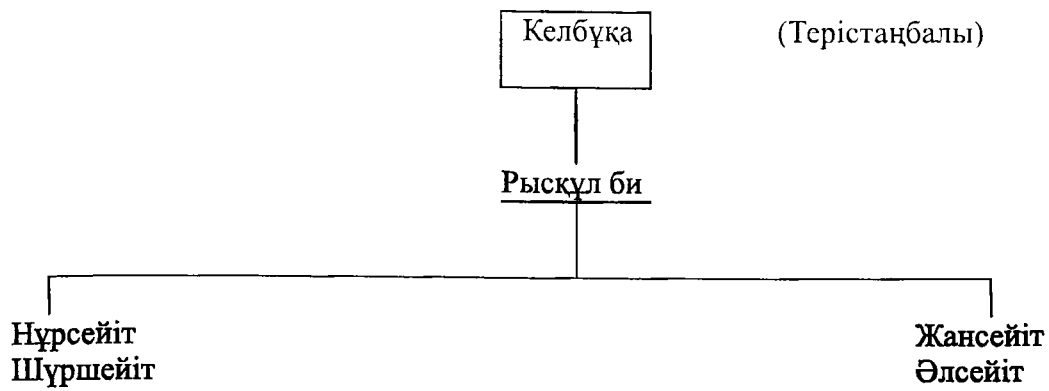 Келбұқа (Терістаңбалы)
Рысқұл би
Нұрсейіт Жансейіт
Шүршейіт Әлсейіт